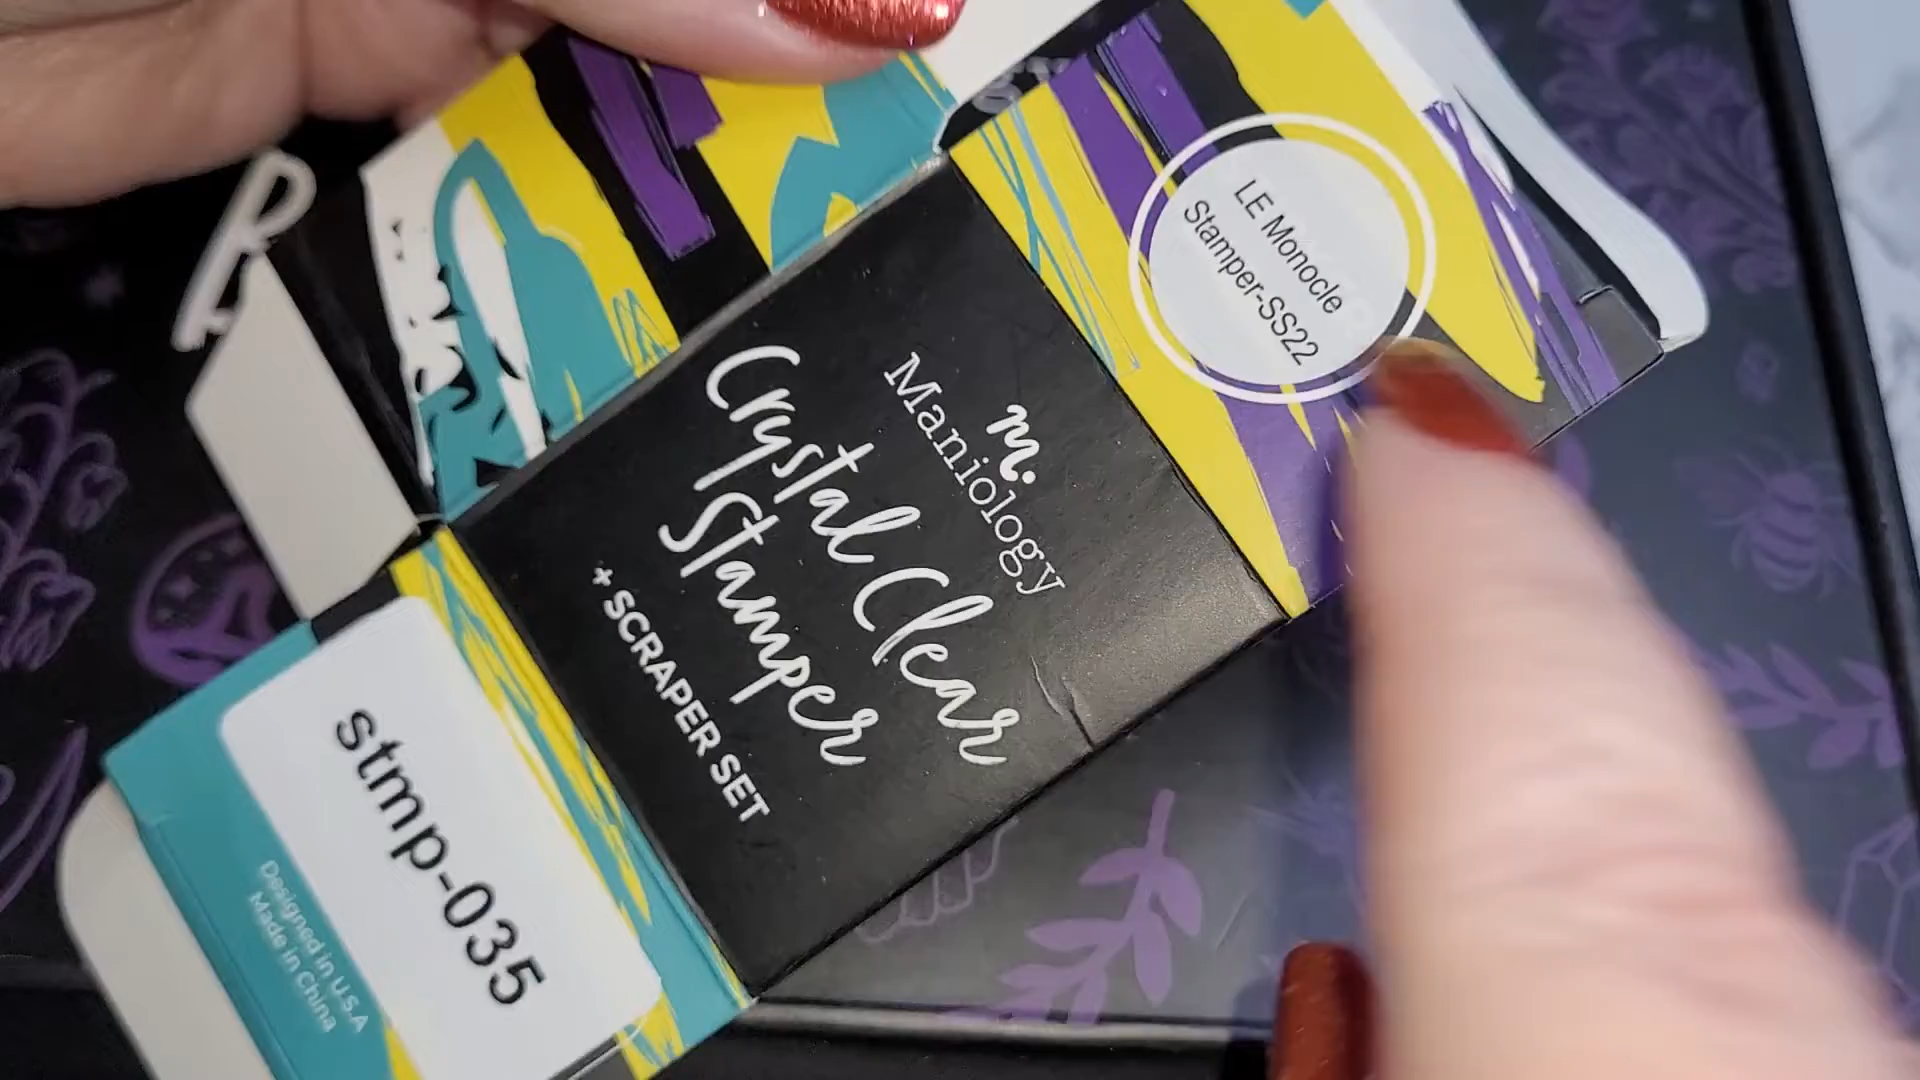 LE Monocle
Stamper-SS22
m.
Maniology
Crystal Clear
Stamper
+ SCRAPER SET
stmp-035
Designed in U.S.A
Made in China